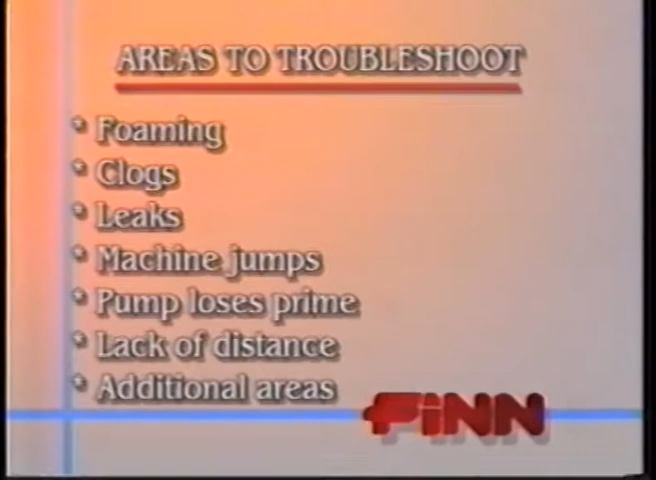 AREAS TO TROUBLESHOOT
* Foaming
* Clogs
* Leaks
* Machine jumps
* Pump loses prime
* Lack of distance
* Additional areas
FINN